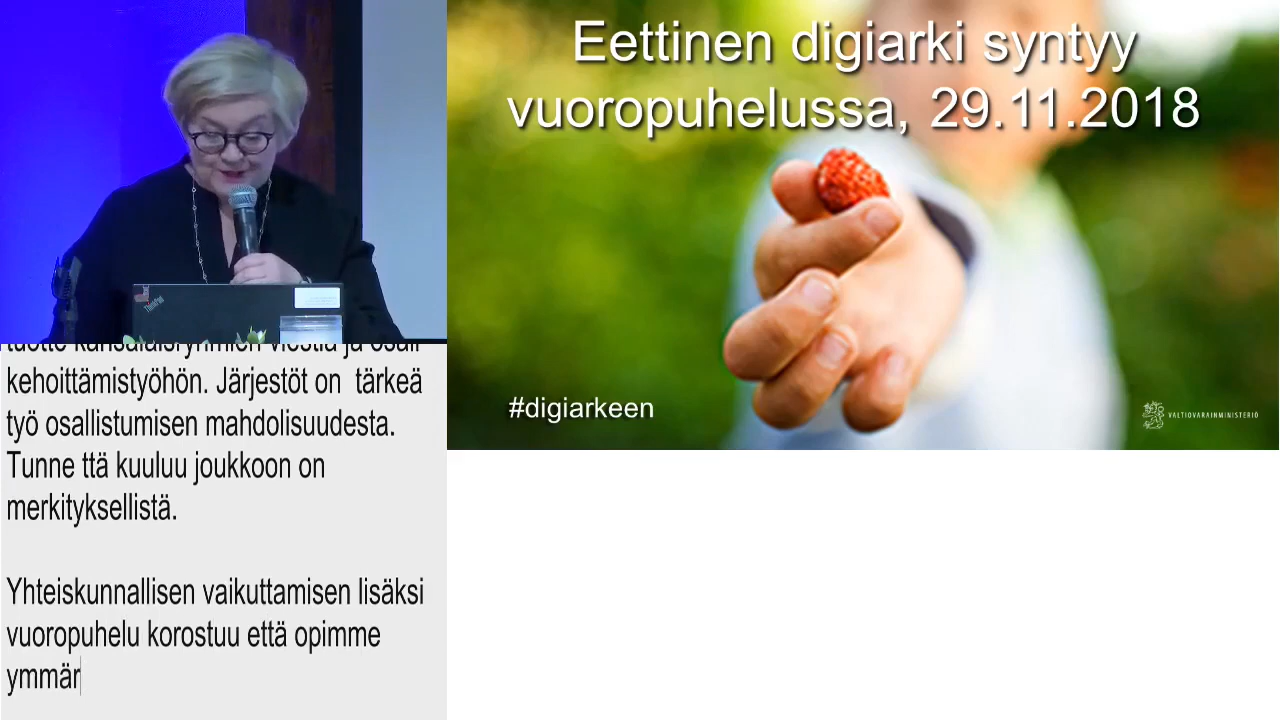 Eettinen digiarki syntyy
vuoropuhelussa, 29.11.2018
#digiarkeen
VALTIOVARAINMINISTERIÖ
ThinkPad
kehoittämistyöhön. Järjestöt on  tärkeä
työ osallistumisen mahdolisuudesta.
Tunne ttä kuuluu joukkoon on
merkityksellistä.
Yhteiskunnallisen vaikuttamisen lisäksi
vuoropuhelu korostuu että opimme
ymmär